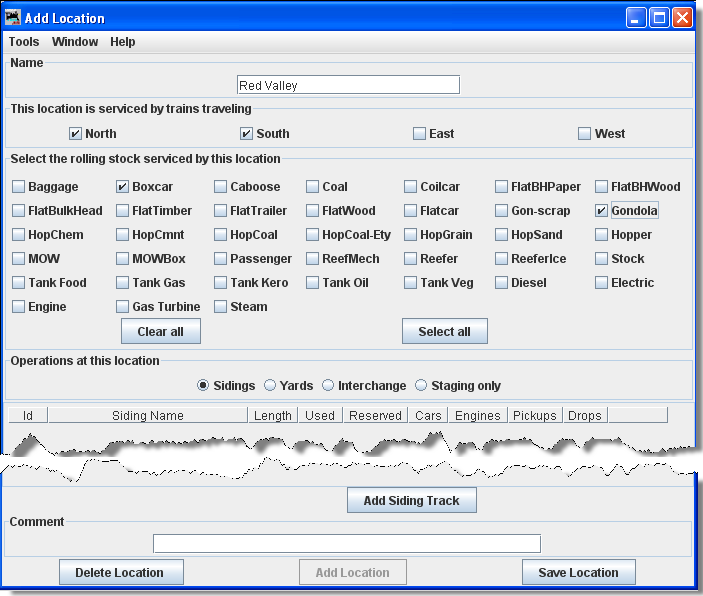 Add Location
Tools Window Help
Name
Red Valley
This location is serviced by trains traveling
North South East West
Select the rolling stock serviced by this location
Baggage Boxcar Caboose Coal Coilcar FlatBHPaper FlatBHWood
FlatBulkHead FlatTimber FlatTrailer FlatWood Flatcar Gon-scrap Gondola
HopChem HopCmnt HopCoal HopCoal-Ety HopGrain HopSand Hopper
MOW MOWBox Passenger ReefMech Reefer ReeferIce Stock
Tank Food Tank Gas Tank Kero Tank Oil Tank Veg Diesel Electric
Engine Gas Turbine Steam
Clear all Select all
Operations at this location
Sidings Yards Interchange Staging only
Id Siding Name Length Used Reserved Cars Engines Pickups Drops
Add Siding Track
Comment
Delete Location Add Location Save Location